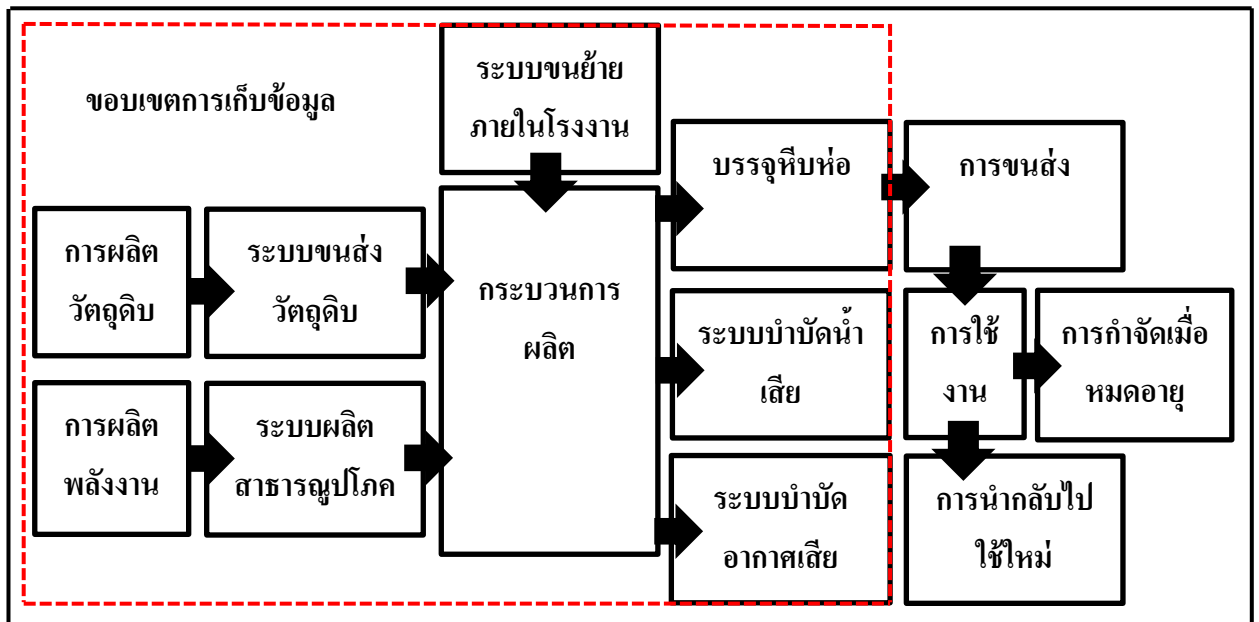 ขอบเขตการเก็บข้อมูล
ระบบขนย้าย
ภายในโรงงาน
บรรจุหีบห่อ
การขนส่ง
การผลิต
วัตถุดิบ
ระบบขนส่ง
วัตถุดิบ
กระบวนการ
ผลิต
ระบบบำบัดน้ำ
เสีย
การใช้
งาน
การกำจัดเมื่อ
หมดอายุ
การผลิต
พลังงาน
ระบบผลิต
สาธารณูปโภค
ระบบบำบัด
อากาศเสีย
การนำกลับไป
ใช้ใหม่